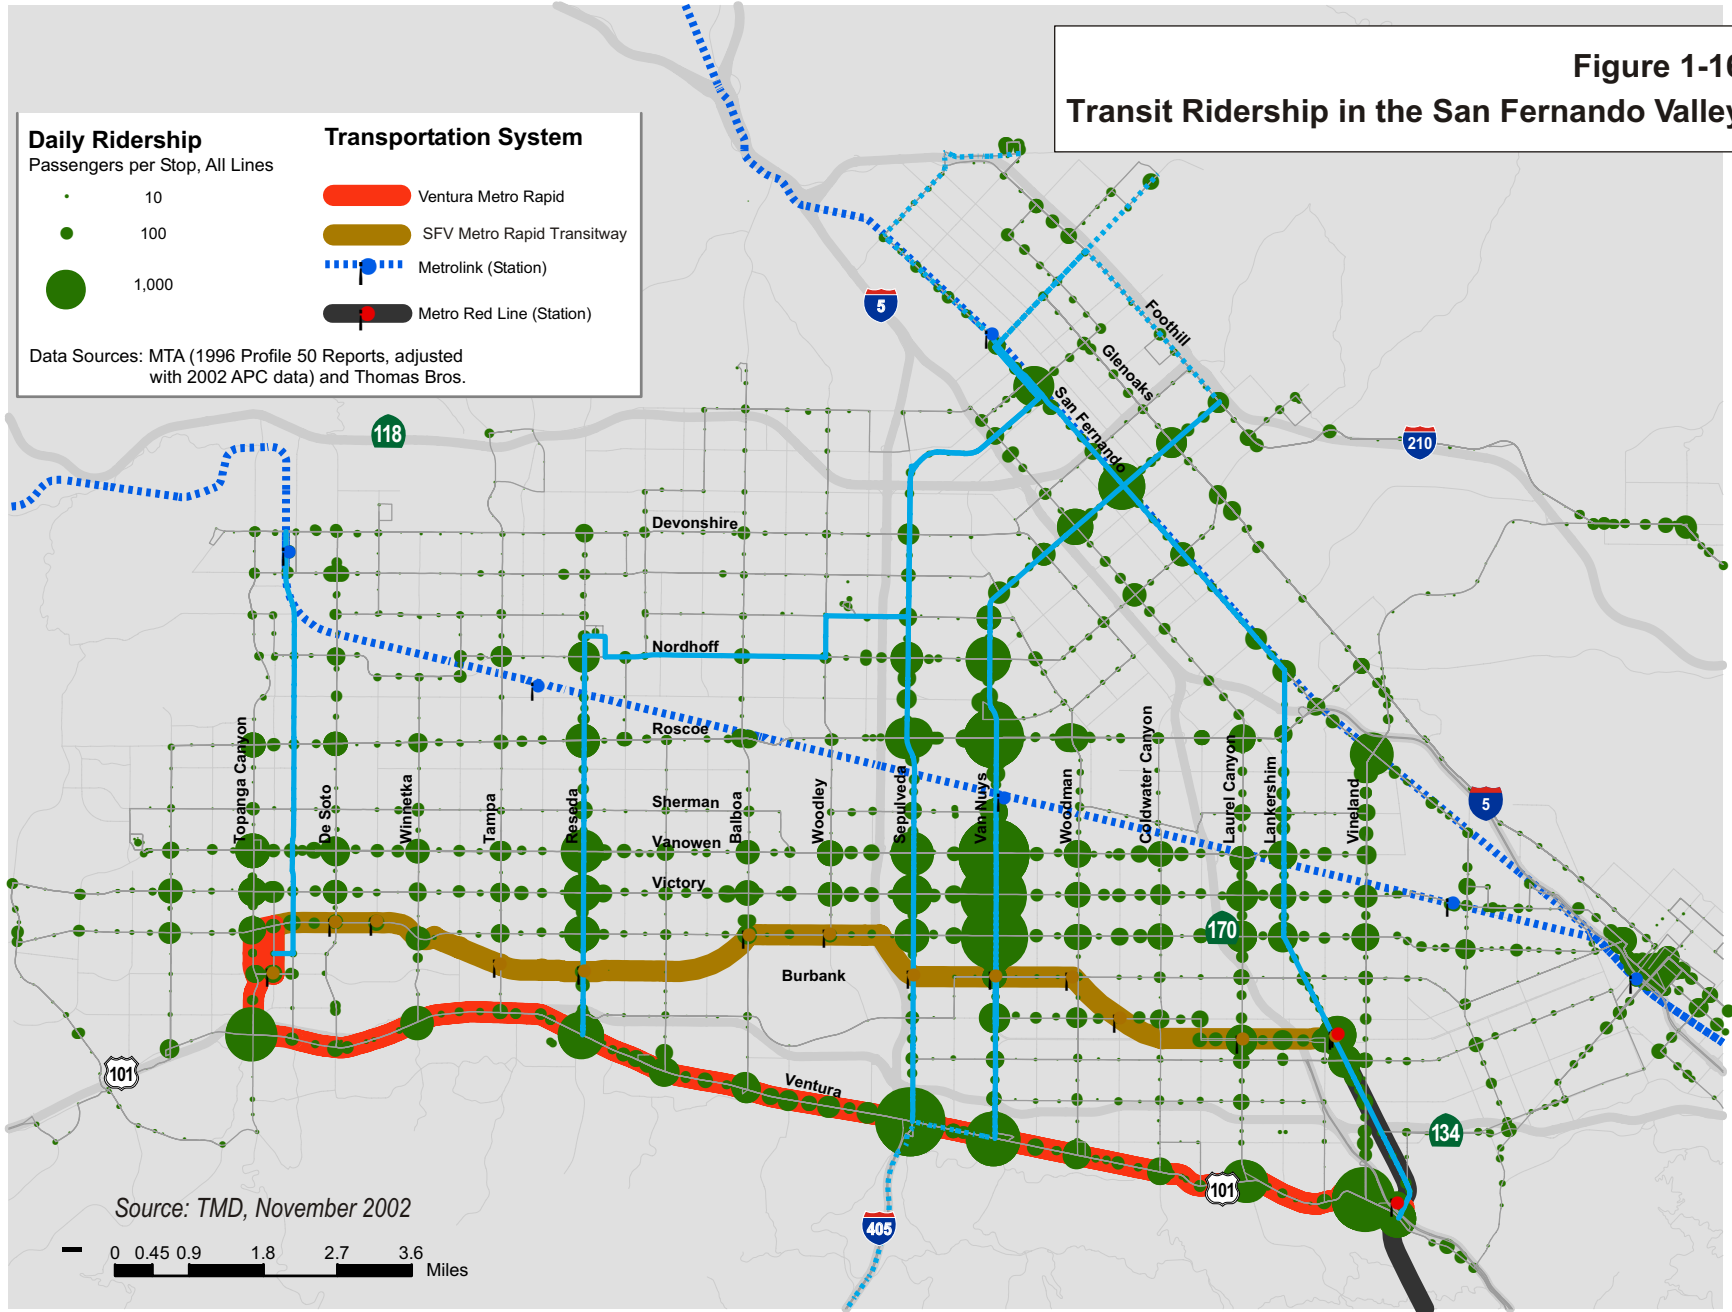 Figure 1-16
Transit Ridership in the San Fernando Valley
Daily Ridership
Passengers per Stop, All Lines
10
100
1,000
Transportation System
Ventura Metro Rapid
SFV Metro Rapid Transitway
Metrolink (Station)
Metro Red Line (Station)
Data Sources: MTA (1996 Profile 50 Reports, adjusted
with 2002 APC data) and Thomas Bros.
5
Foothill
Glenoaks
San Fernando
118
210
Devonshire
Nordhoff
Roscoe
Sherman
Vanowen
Victory
Burbank
Ventura
Topanga Canyon
De Soto
Winnetka
Tampa
Reseda
Balboa
Woodley
Sepulveda
Van Nuys
Woodman
Coldwater Canyon
Laurel Canyon
Lankershim
Vineland
5
170
101
134
101
405
Source: TMD, November 2002
0 0.45 0.9 1.8 2.7 3.6
Miles